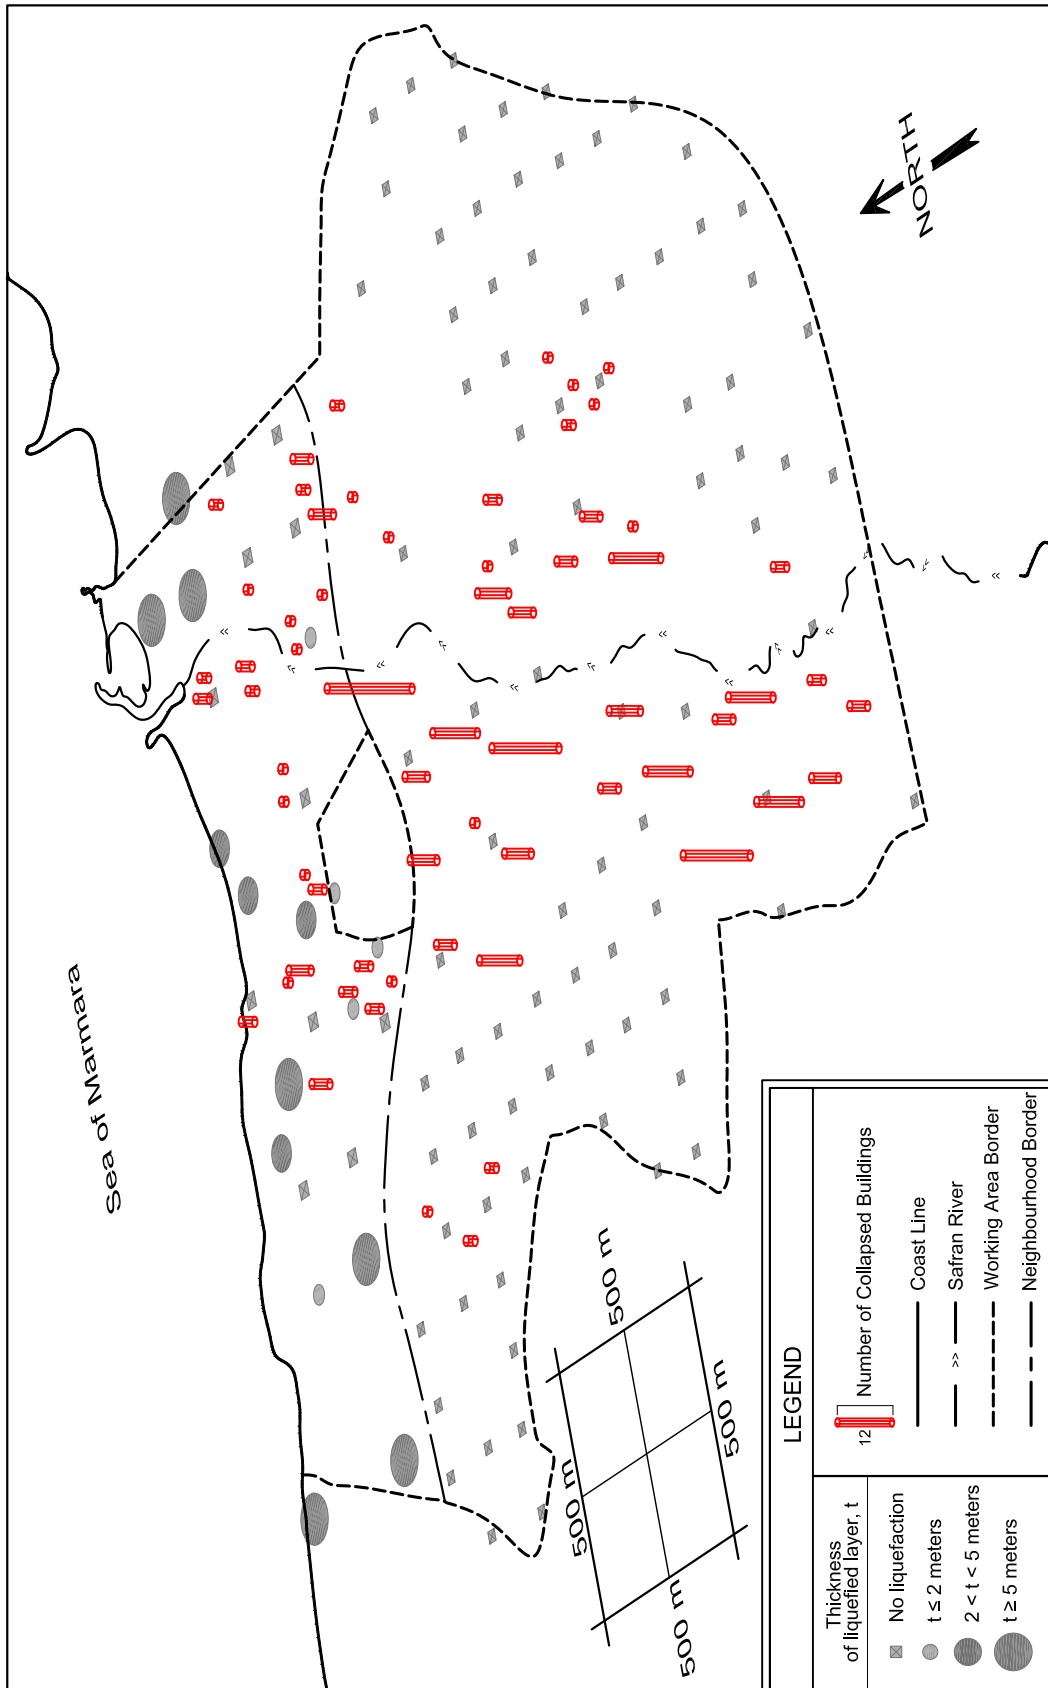 Sea of Marmara
NORTH
500 m
500 m
500 m
500 m
LEGEND
Thickness
of liquefied layer, t
No liquefaction
t ≤ 2 meters
2 < t < 5 meters
t ≥ 5 meters
12
Number of Collapsed Buildings
Coast Line
>> Safran River
Working Area Border
Neighbourhood Border